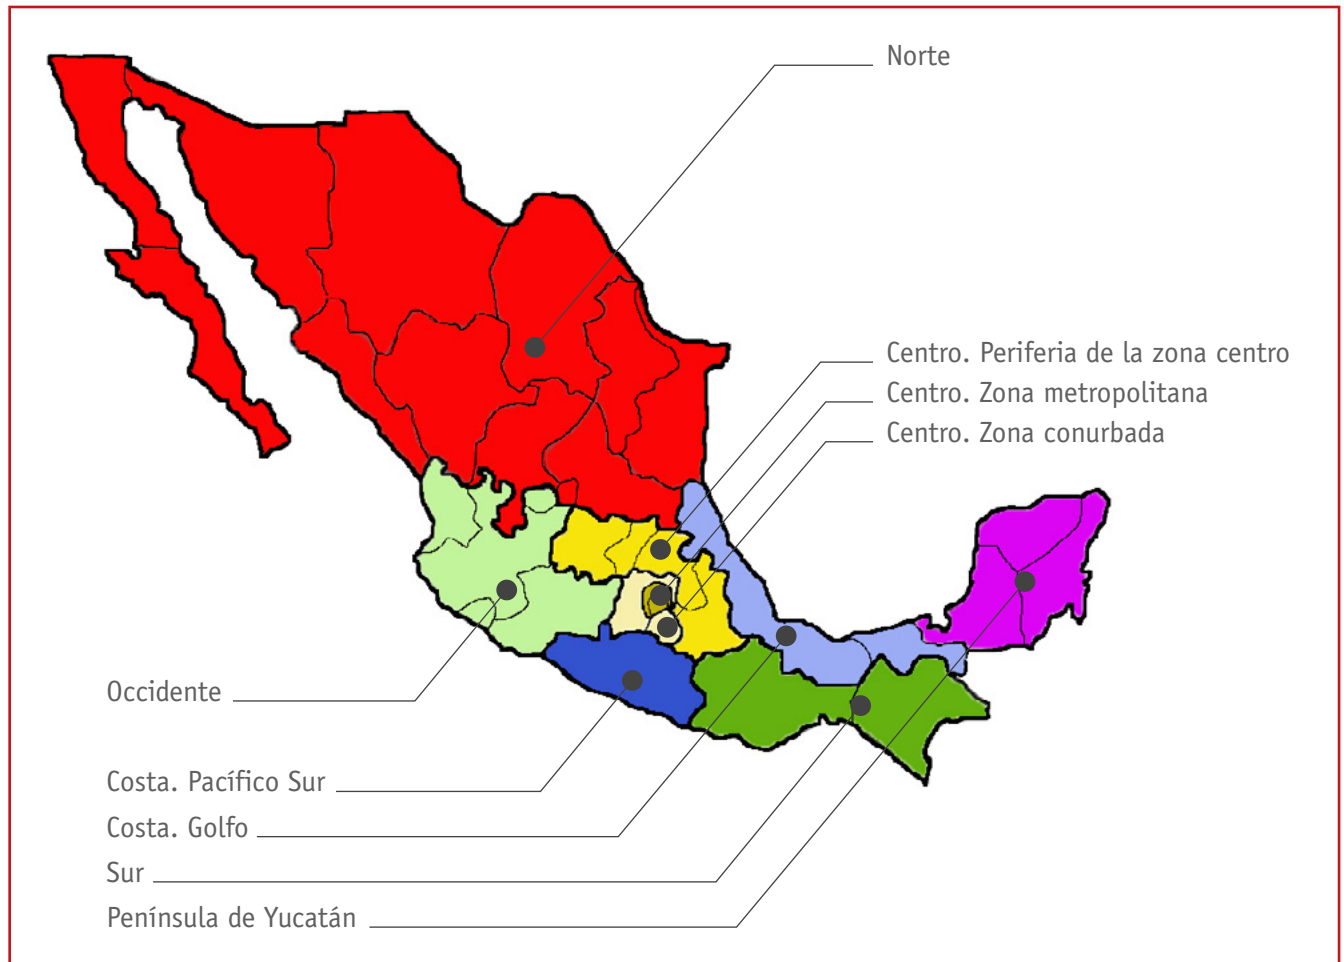 Norte
Centro. Periferia de la zona centro
Centro. Zona metropolitana
Centro. Zona conurbada
Occidente
Costa. Pacífico Sur
Costa. Golfo
Sur
Península de Yucatán